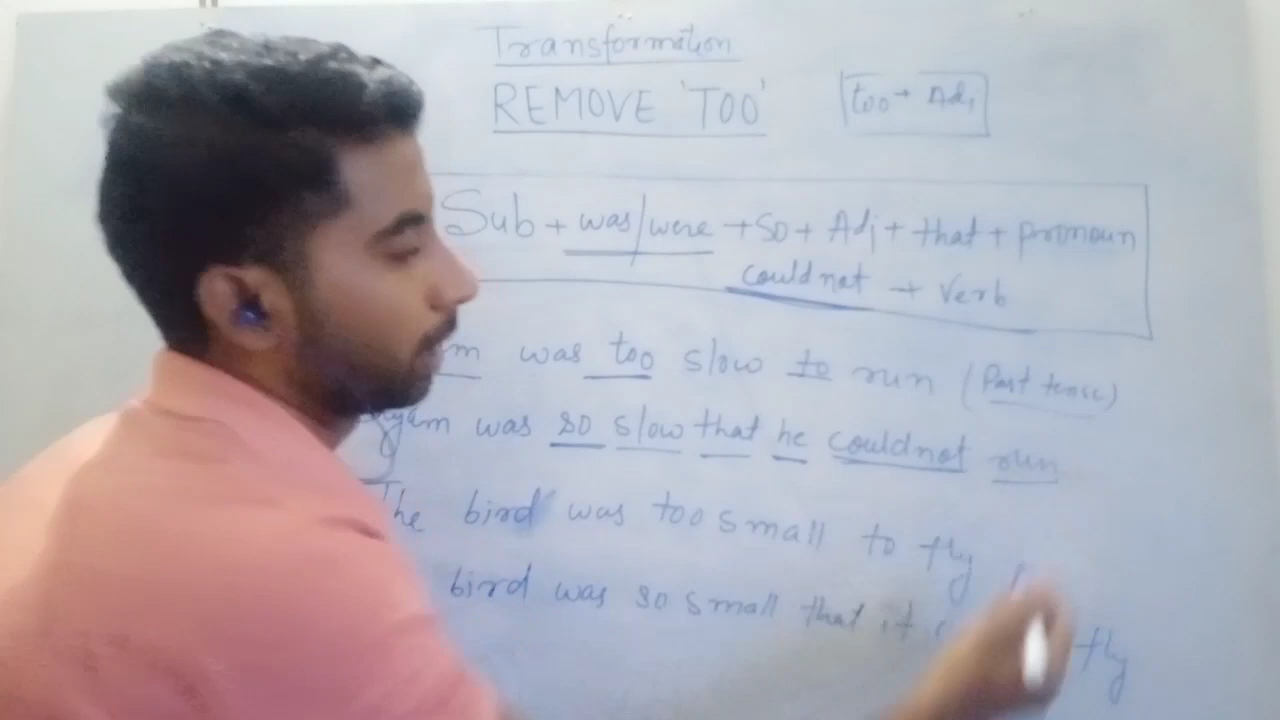 Transformation
REMOVE 'TOO'
too + Adj
Sub + was/were + so + Adj + that + pronoun
could not + Verb
was too slow to run (Past tense)
was so slow that he couldnot run
The bird was too small to fly
bird was so small that it fly